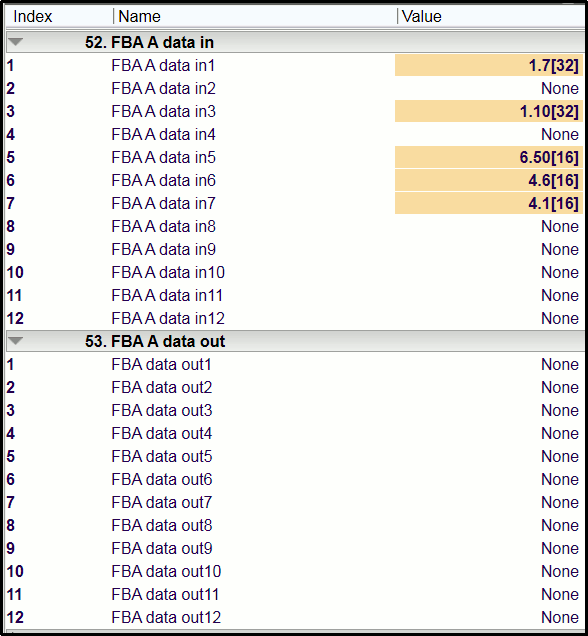 Index Name Value
52. FBA A data in
1 FBA A data in1 1.7[32]
2 FBA A data in2 None
3 FBA A data in3 1.10[32]
4 FBA A data in4 None
5 FBA A data in5 6.50[16]
6 FBA A data in6 4.6[16]
7 FBA A data in7 4.1[16]
8 FBA A data in8 None
9 FBA A data in9 None
10 FBA A data in10 None
11 FBA A data in11 None
12 FBA A data in12 None
53. FBA A data out
1 FBA data out1 None
2 FBA data out2 None
3 FBA data out3 None
4 FBA data out4 None
5 FBA data out5 None
6 FBA data out6 None
7 FBA data out7 None
8 FBA data out8 None
9 FBA data out9 None
10 FBA data out10 None
11 FBA data out11 None
12 FBA data out12 None